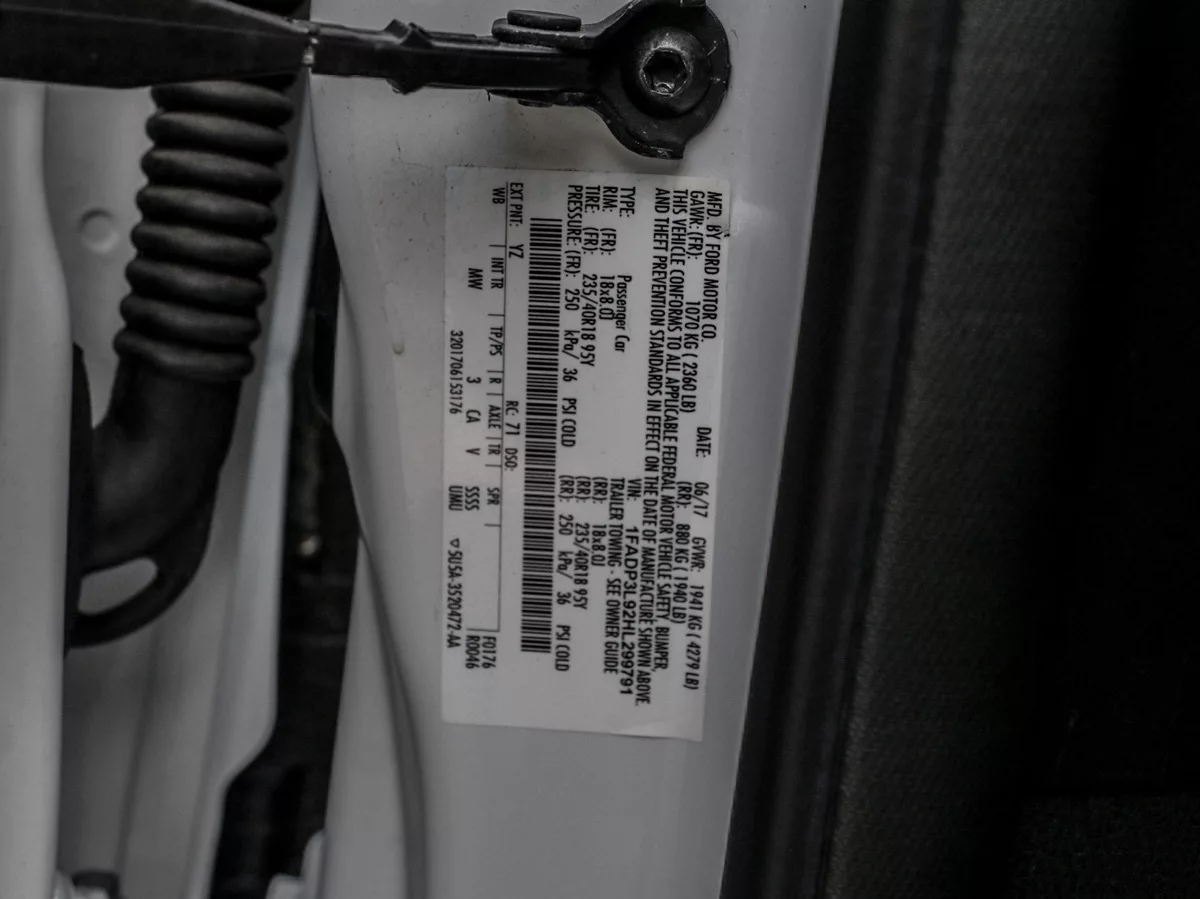 MFD. BY FORD MOTOR CO.
DATE: 06/17 GVWR: 1941 KG ( 4279 LB)
GAWR: (FR): 1070 KG ( 2360 LB) (RR): 880 KG ( 1940 LB)
THIS VEHICLE CONFORMS TO ALL APPLICABLE FEDERAL MOTOR VEHICLE SAFETY, BUMPER,
AND THEFT PREVENTION STANDARDS IN EFFECT ON THE DATE OF MANUFACTURE SHOWN ABOVE.
VIN: 1FADP3L92HL299791
TYPE: Passenger Car TRAILER TOWING - SEE OWNER GUIDE
RIM: (FR): 18x8.0J (RR): 18x8.0J
TIRE: (FR): 235/40R18 95Y (RR): 235/40R18 95Y
PRESSURE: (FR): 250 kPa/ 36 PSI COLD (RR): 250 kPa/ 36 PSI COLD
EXT PNT: YZ RC: 71 DSO: F0176
WB | INT TR | TP/PS | R | AXLE | TR | SPR | R0046
MW 3 CA V SSSS
3201706153176 UMU ▽5U5A-3520472-AA